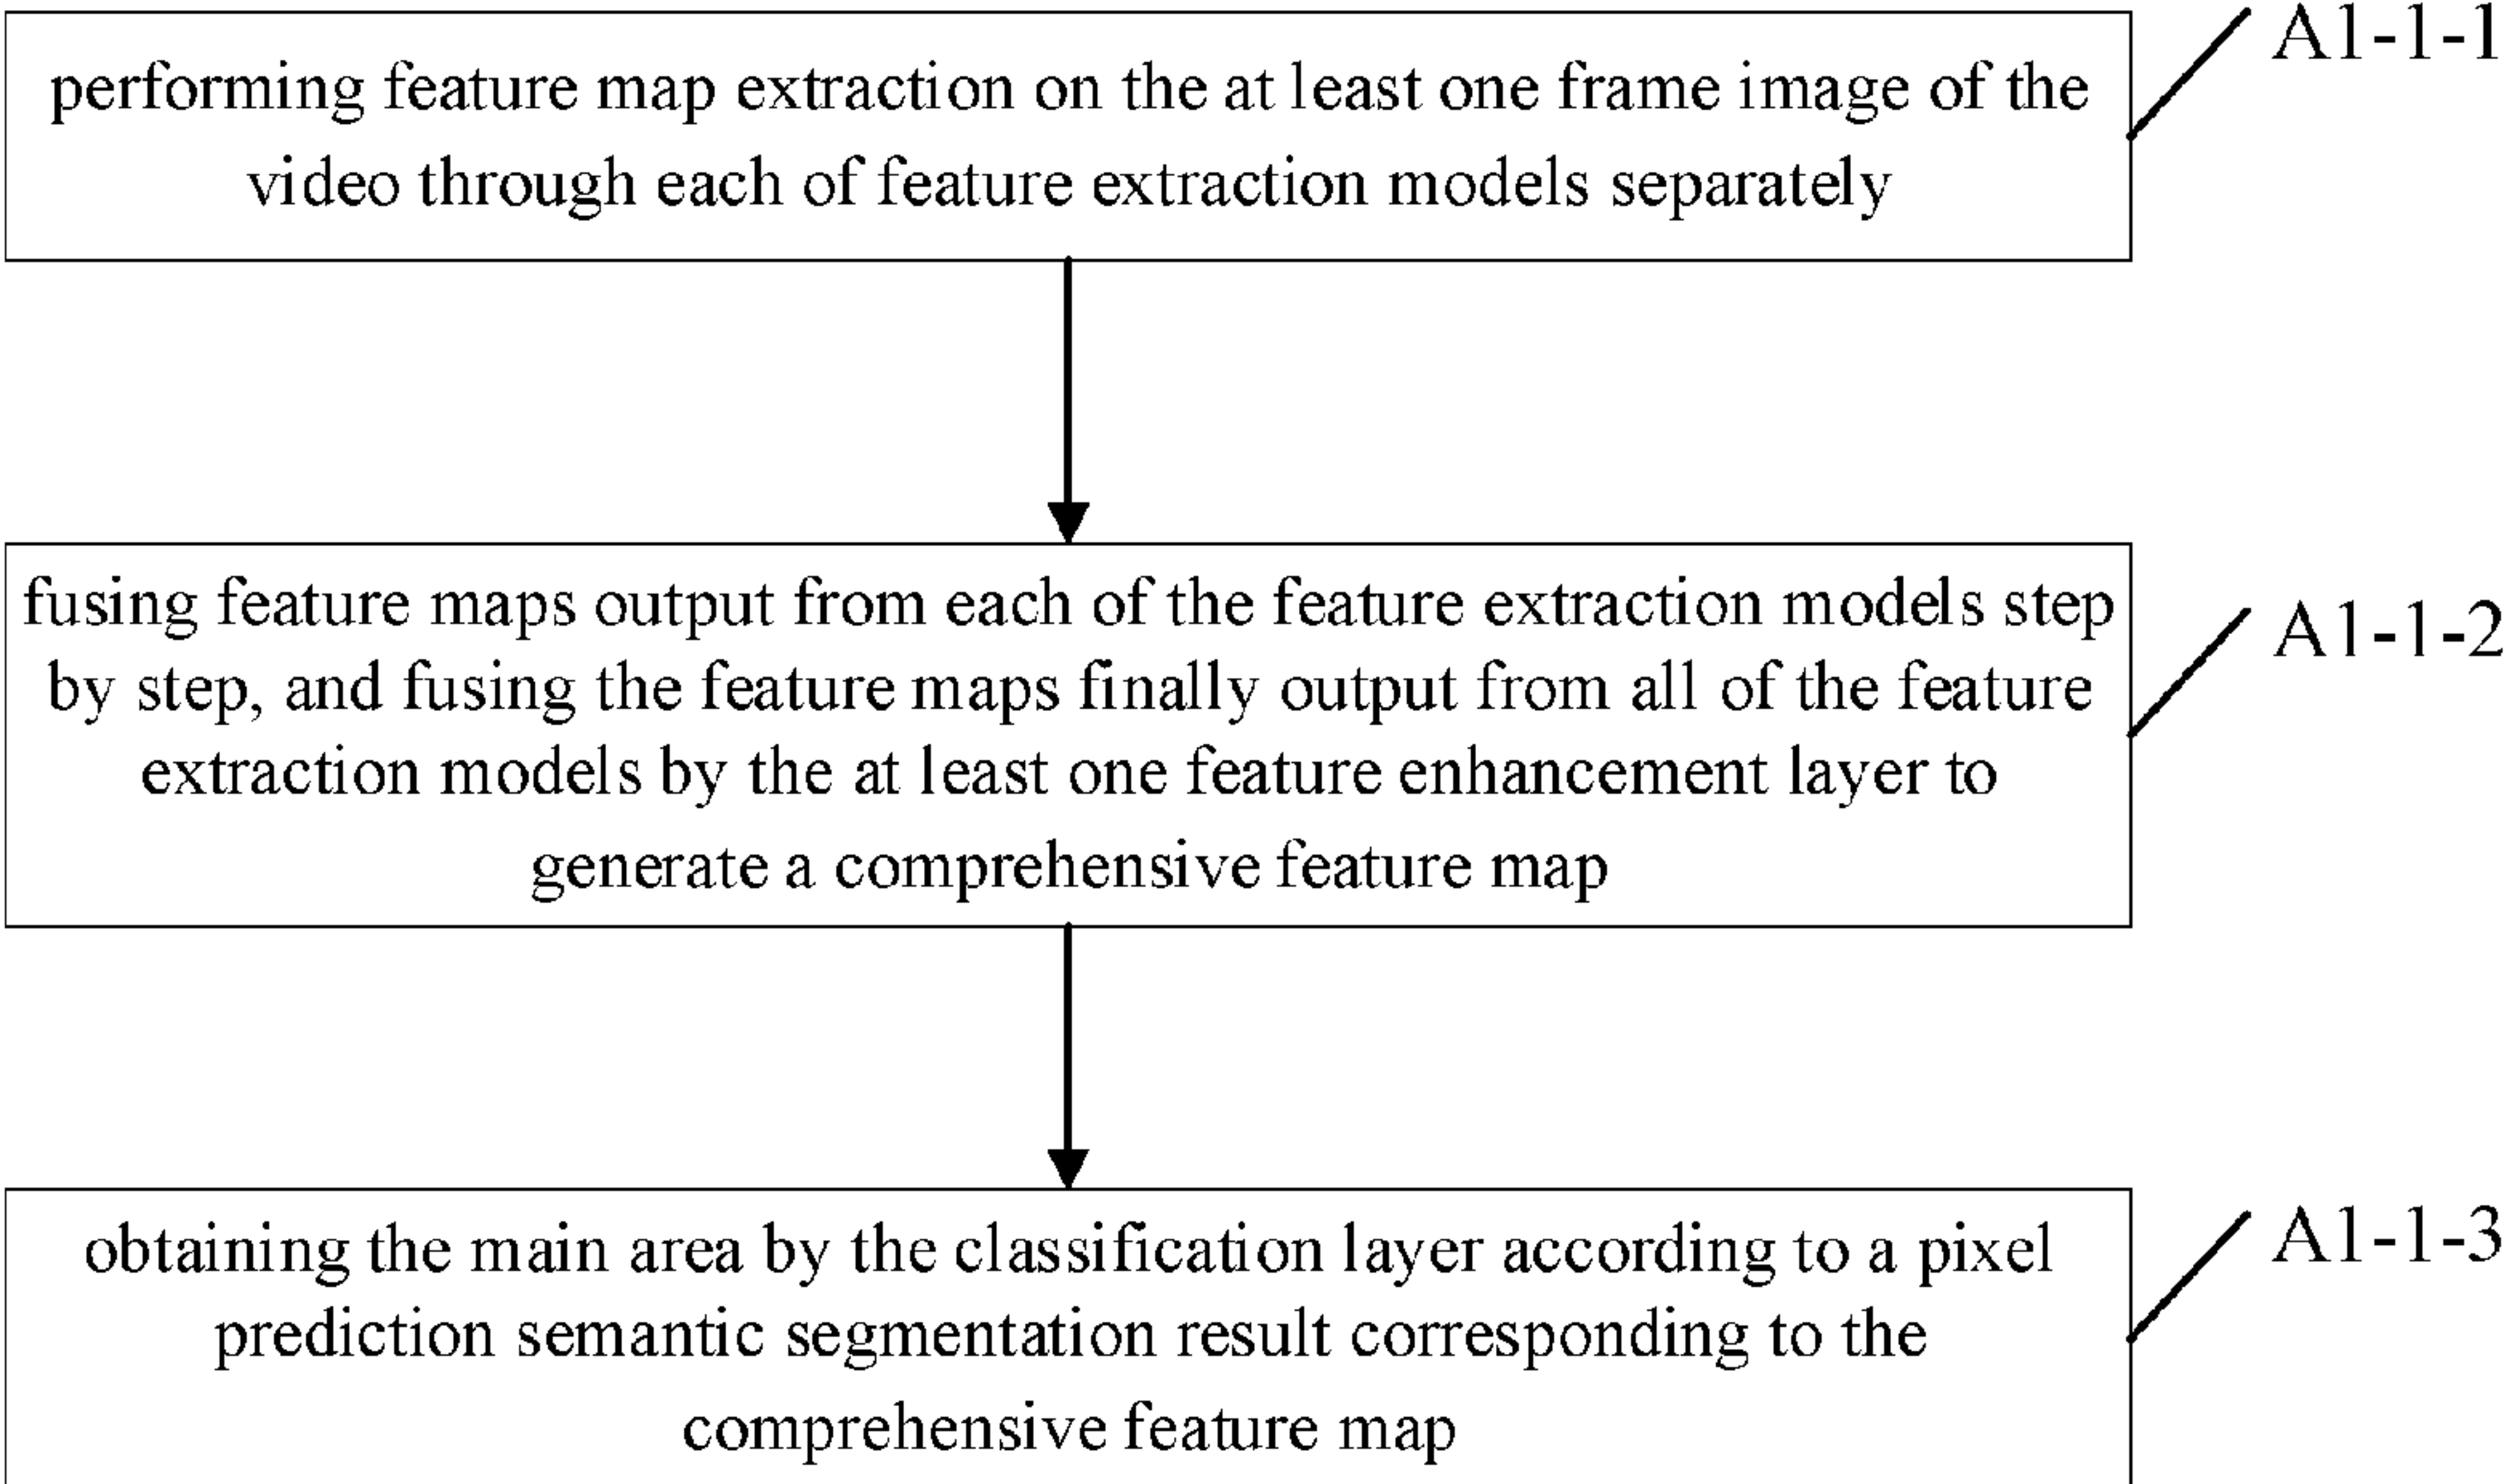 A1-1-1
performing feature map extraction on the at least one frame image of the
video through each of feature extraction models separately
fusing feature maps output from each of the feature extraction models step
A1-1-2
by step, and fusing the feature maps finally output from all of the feature
extraction models by the at least one feature enhancement layer to
generate a comprehensive feature map
A1-1-3
obtaining the main area by the classification layer according to a pixel
prediction semantic segmentation result corresponding to the
comprehensive feature map